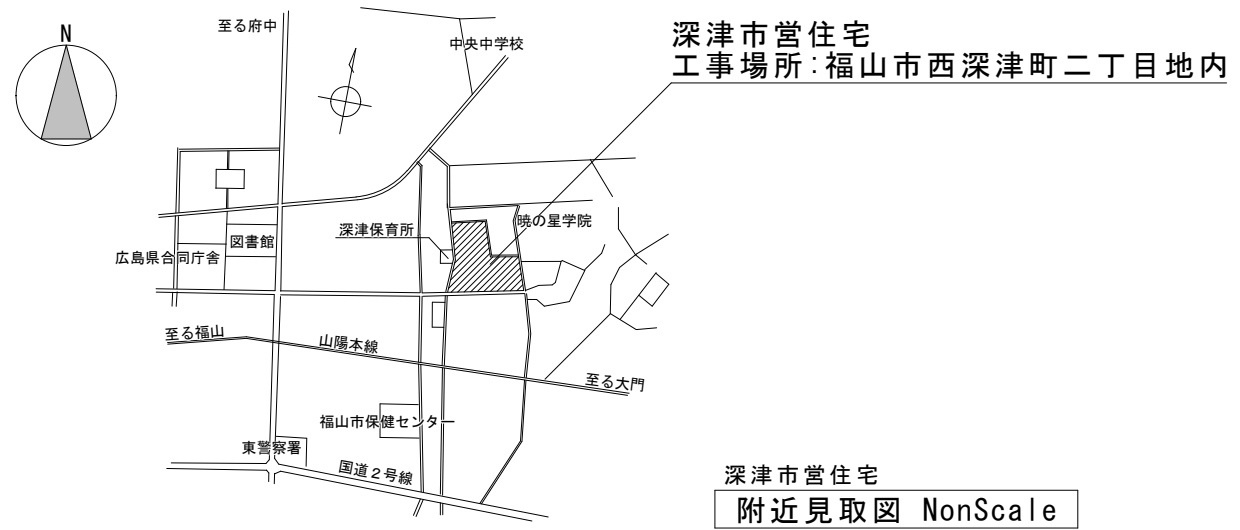 至る府中
深津市営住宅
工事場所:福山市西深津町二丁目地内
N
中央中学校
暁の星学院
深津保育所
図書館
広島県合同庁舎
至る福山
山陽本線
至る大門
福山市保健センター
東警察署
国道2号線
深津市営住宅
附近見取図 NonScale